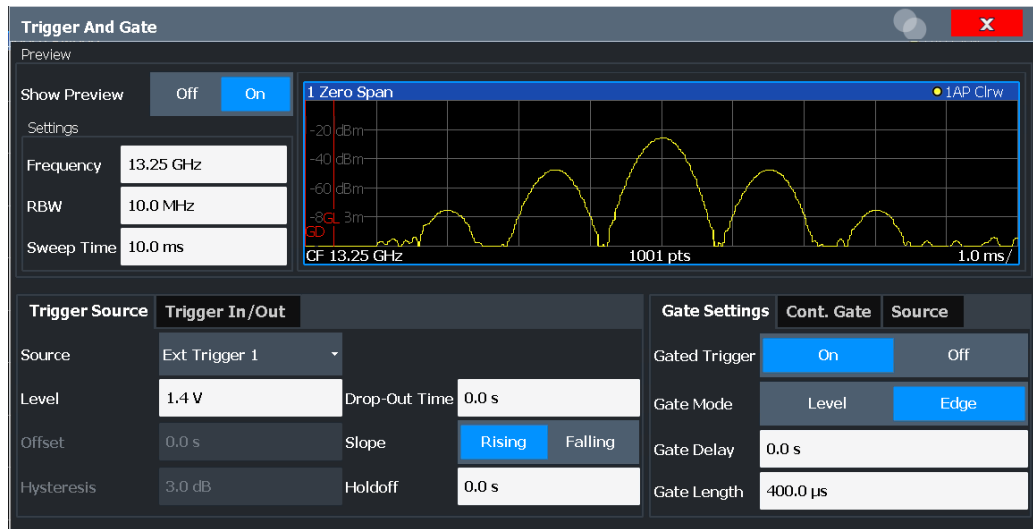 Trigger And Gate X
Preview
Show Preview Off On
1 Zero Span 1AP Clrw
-20 dBm
-40 dBm
-60 dBm
GL
GD
CF 13.25 GHz 1001 pts 1.0 ms/
Settings
Frequency 13.25 GHz
RBW 10.0 MHz
Sweep Time 10.0 ms
Trigger Source Trigger In/Out
Source Ext Trigger 1
Level 1.4 V Drop-Out Time 0.0 s
Offset 0.0 s Slope Rising Falling
Hysteresis 3.0 dB Holdoff 0.0 s
Gate Settings Cont. Gate Source
Gated Trigger On Off
Gate Mode Level Edge
Gate Delay 0.0 s
Gate Length 400.0 µs